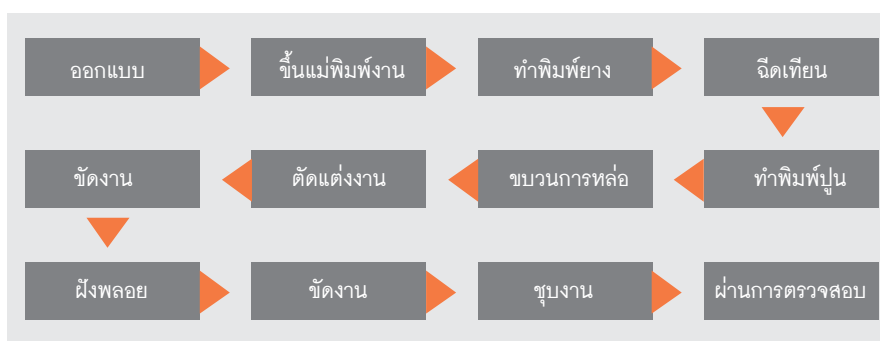 ออกแบบ
ขึ้นแม่พิมพ์งาน
ทำพิมพ์ยาง
ฉีดเทียน
ทำพิมพ์ปูน
ขบวนการหล่อ
ตัดแต่งงาน
ขัดงาน
ฝังพลอย
ขัดงาน
ชุบงาน
ผ่านการตรวจสอบ